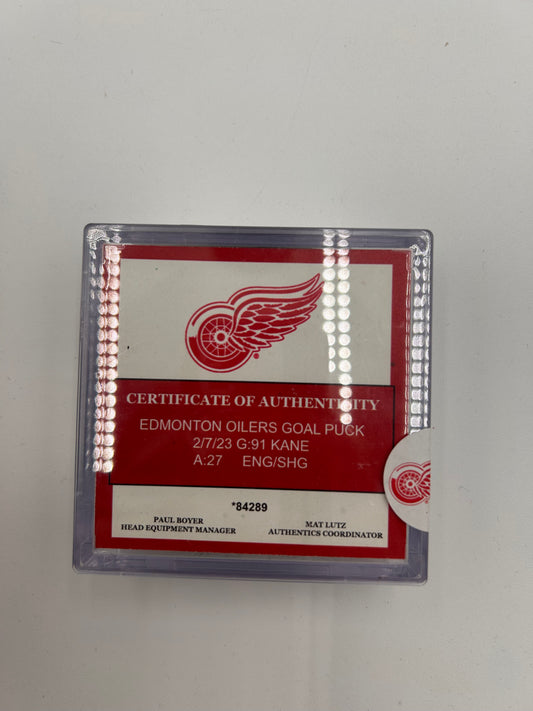 CERTIFICATE OF AUTHENTICITY
EDMONTON OILERS GOAL PUCK
2/7/23 G:91 KANE
A:27 ENG/SHG
*84289
PAUL BOYER
HEAD EQUIPMENT MANAGER
MAT LUTZ
AUTHENTICS COORDINATOR